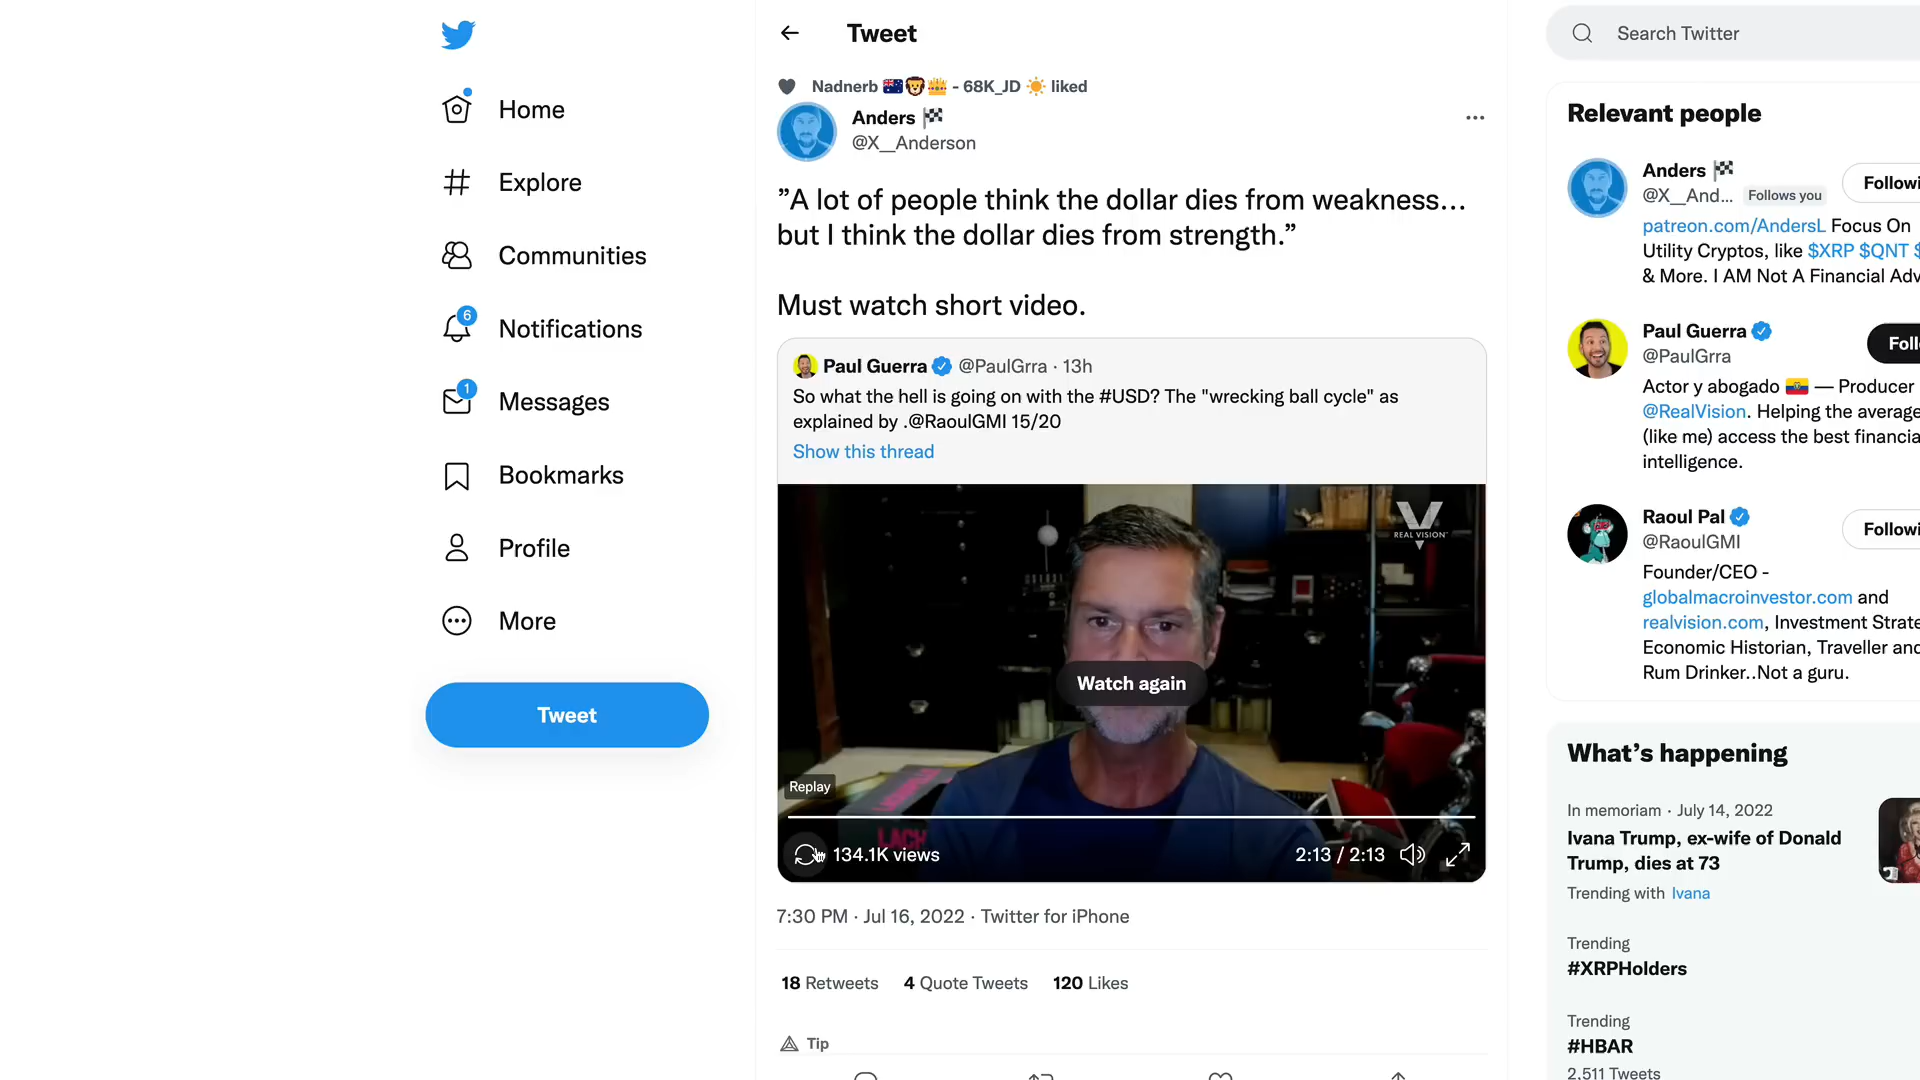 Home
Explore
Communities
6
Notifications
1
Messages
Bookmarks
Profile
More
Tweet
Tweet
Nadnerb 🇦🇺🦁👑 - 68K_JD ☀️ liked
Anders 🏁
@X__Anderson
”A lot of people think the dollar dies from weakness…
but I think the dollar dies from strength.”
Must watch short video.
Paul Guerra @PaulGrra · 13h
So what the hell is going on with the #USD? The "wrecking ball cycle" as
explained by .@RaoulGMI 15/20
Show this thread
REAL VISION
Watch again
Replay
LACH
134.1K views
2:13 / 2:13
7:30 PM · Jul 16, 2022 · Twitter for iPhone
18 Retweets 4 Quote Tweets 120 Likes
Tip
Search Twitter
Relevant people
Anders 🏁
@X__And… Follows you
Followi
patreon.com/AndersL Focus On
Utility Cryptos, like $XRP $QNT $
& More. I AM Not A Financial Adv
Paul Guerra
@PaulGrra
Foll
Actor y abogado 🇪🇨 — Producer
@RealVision. Helping the average
(like me) access the best financia
intelligence.
Raoul Pal
@RaoulGMI
Followi
Founder/CEO -
globalmacroinvestor.com and
realvision.com, Investment Strate
Economic Historian, Traveller and
Rum Drinker..Not a guru.
What’s happening
In memoriam · July 14, 2022
Ivana Trump, ex-wife of Donald
Trump, dies at 73
Trending with Ivana
Trending
#XRPHolders
Trending
#HBAR
2,511 Tweets